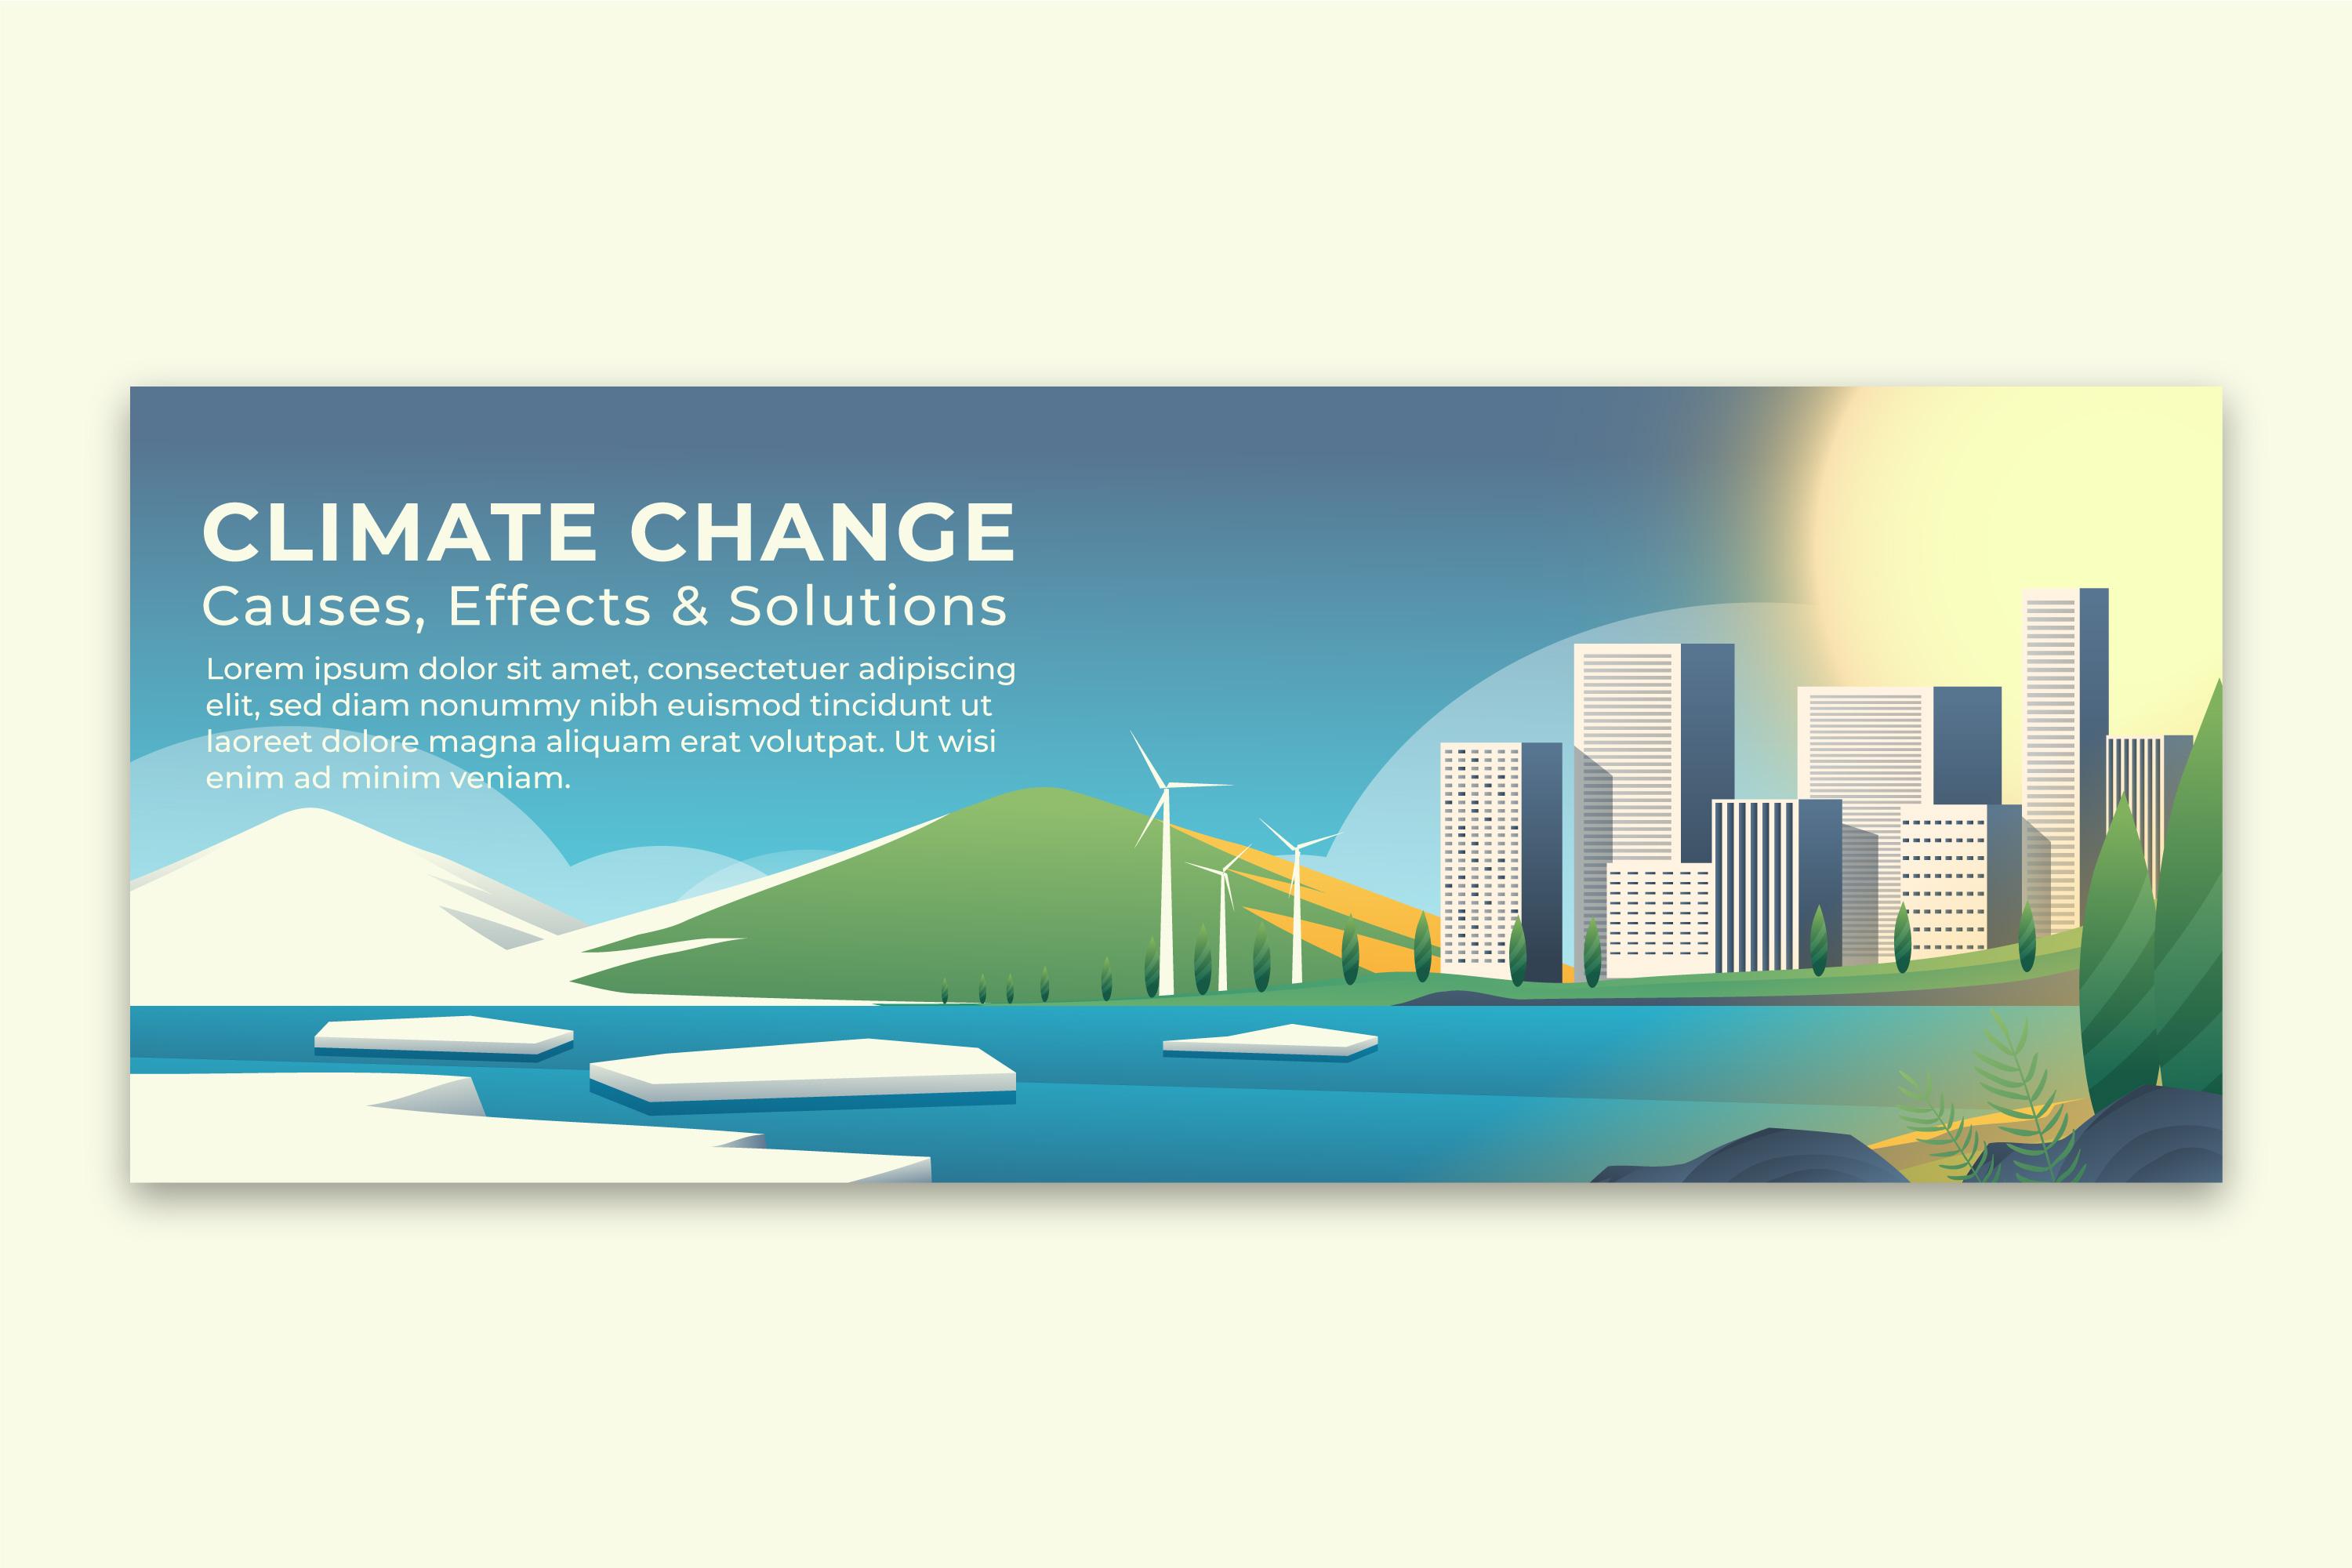 CLIMATE CHANGE
Causes, Effects & Solutions
Lorem ipsum dolor sit amet, consectetuer adipiscing
elit, sed diam nonummy nibh euismod tincidunt ut
laoreet dolore magna aliquam erat volutpat. Ut wisi
enim ad minim veniam.